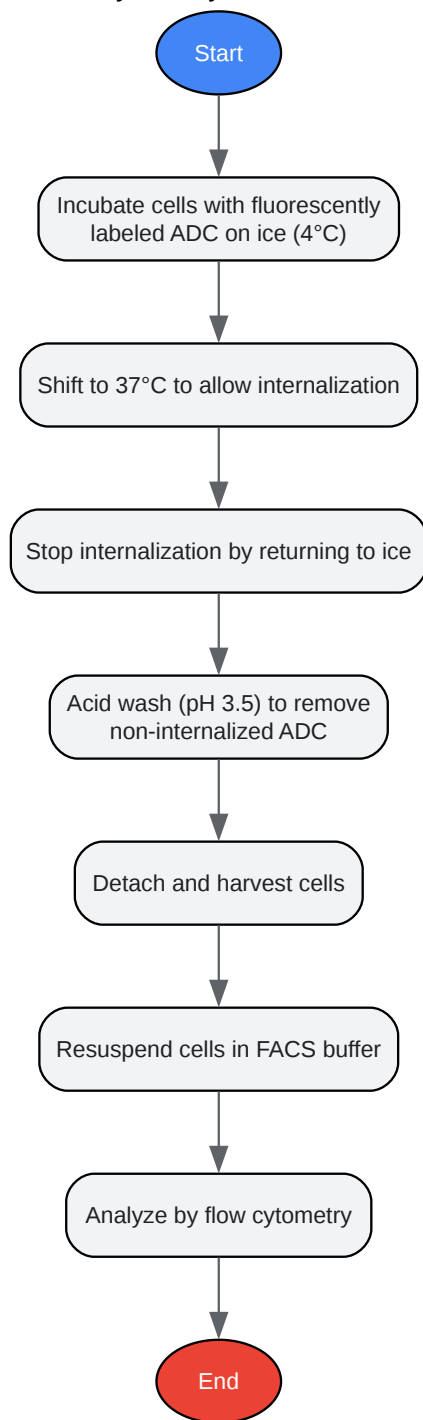 Start
Incubate cells with fluorescently
labeled ADC on ice (4°C)
Shift to 37°C to allow internalization
Stop internalization by returning to ice
Acid wash (pH 3.5) to remove
non-internalized ADC
Detach and harvest cells
Resuspend cells in FACS buffer
Analyze by flow cytometry
End